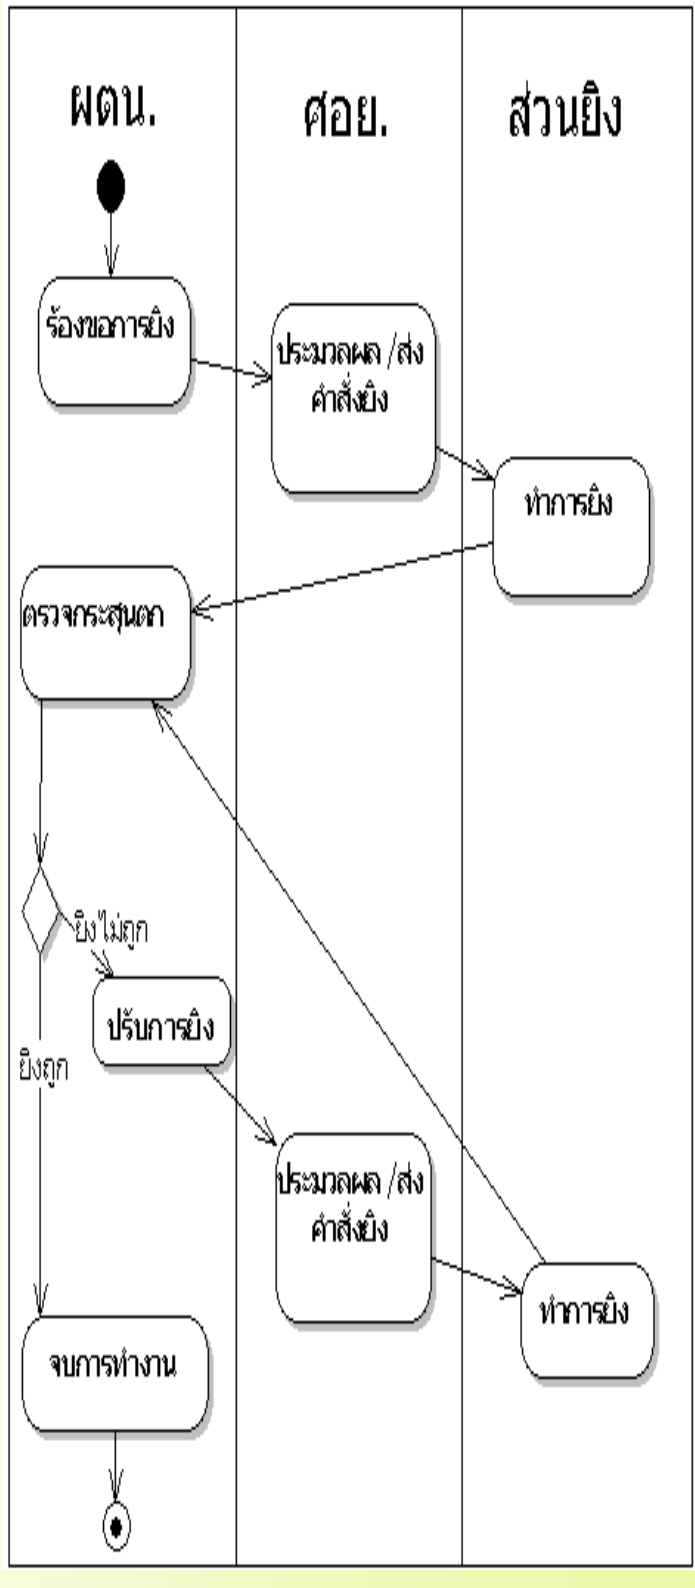 ผตน.
ศอย.
ส่วนยิง
ร้องขอการยิง
ประมวลผล /ส่ง
คำสั่งยิง
ทำการยิง
ตรวจกระสุนตก
ยิงไม่ถูก
ปรับการยิง
ยิงถูก
ประมวลผล /ส่ง
คำสั่งยิง
ทำการยิง
จบการทำงาน